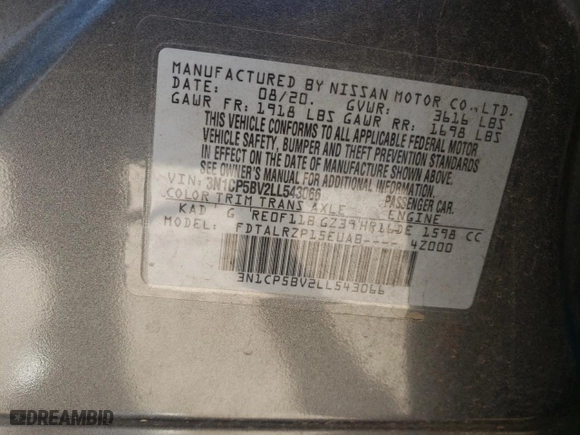 MANUFACTURED BY NISSAN MOTOR CO., LTD.
DATE: 08/20. GVWR: 3616 LBS
GAWR FR: 1918 LBS GAWR RR: 1698 LBS
THIS VEHICLE CONFORMS TO ALL APPLICABLE FEDERAL MOTOR
VEHICLE SAFETY, BUMPER AND THEFT PREVENTION STANDARDS
IN EFFECT ON THE DATE OF MANUFACTURE SHOWN ABOVE.
SEE OWNER'S MANUAL FOR ADDITIONAL INFORMATION.
VIN: 3N1CP5BV2LL543066 PASSENGER CAR.
COLOR TRIM TRANS AXLE ENGINE
KAD G RE0F11B GZ39 HR16DE 1598 CC
MODEL: FDTALRZP15EUAB---- 4Z000
3N1CP5BV2LL543066
DREAMBID